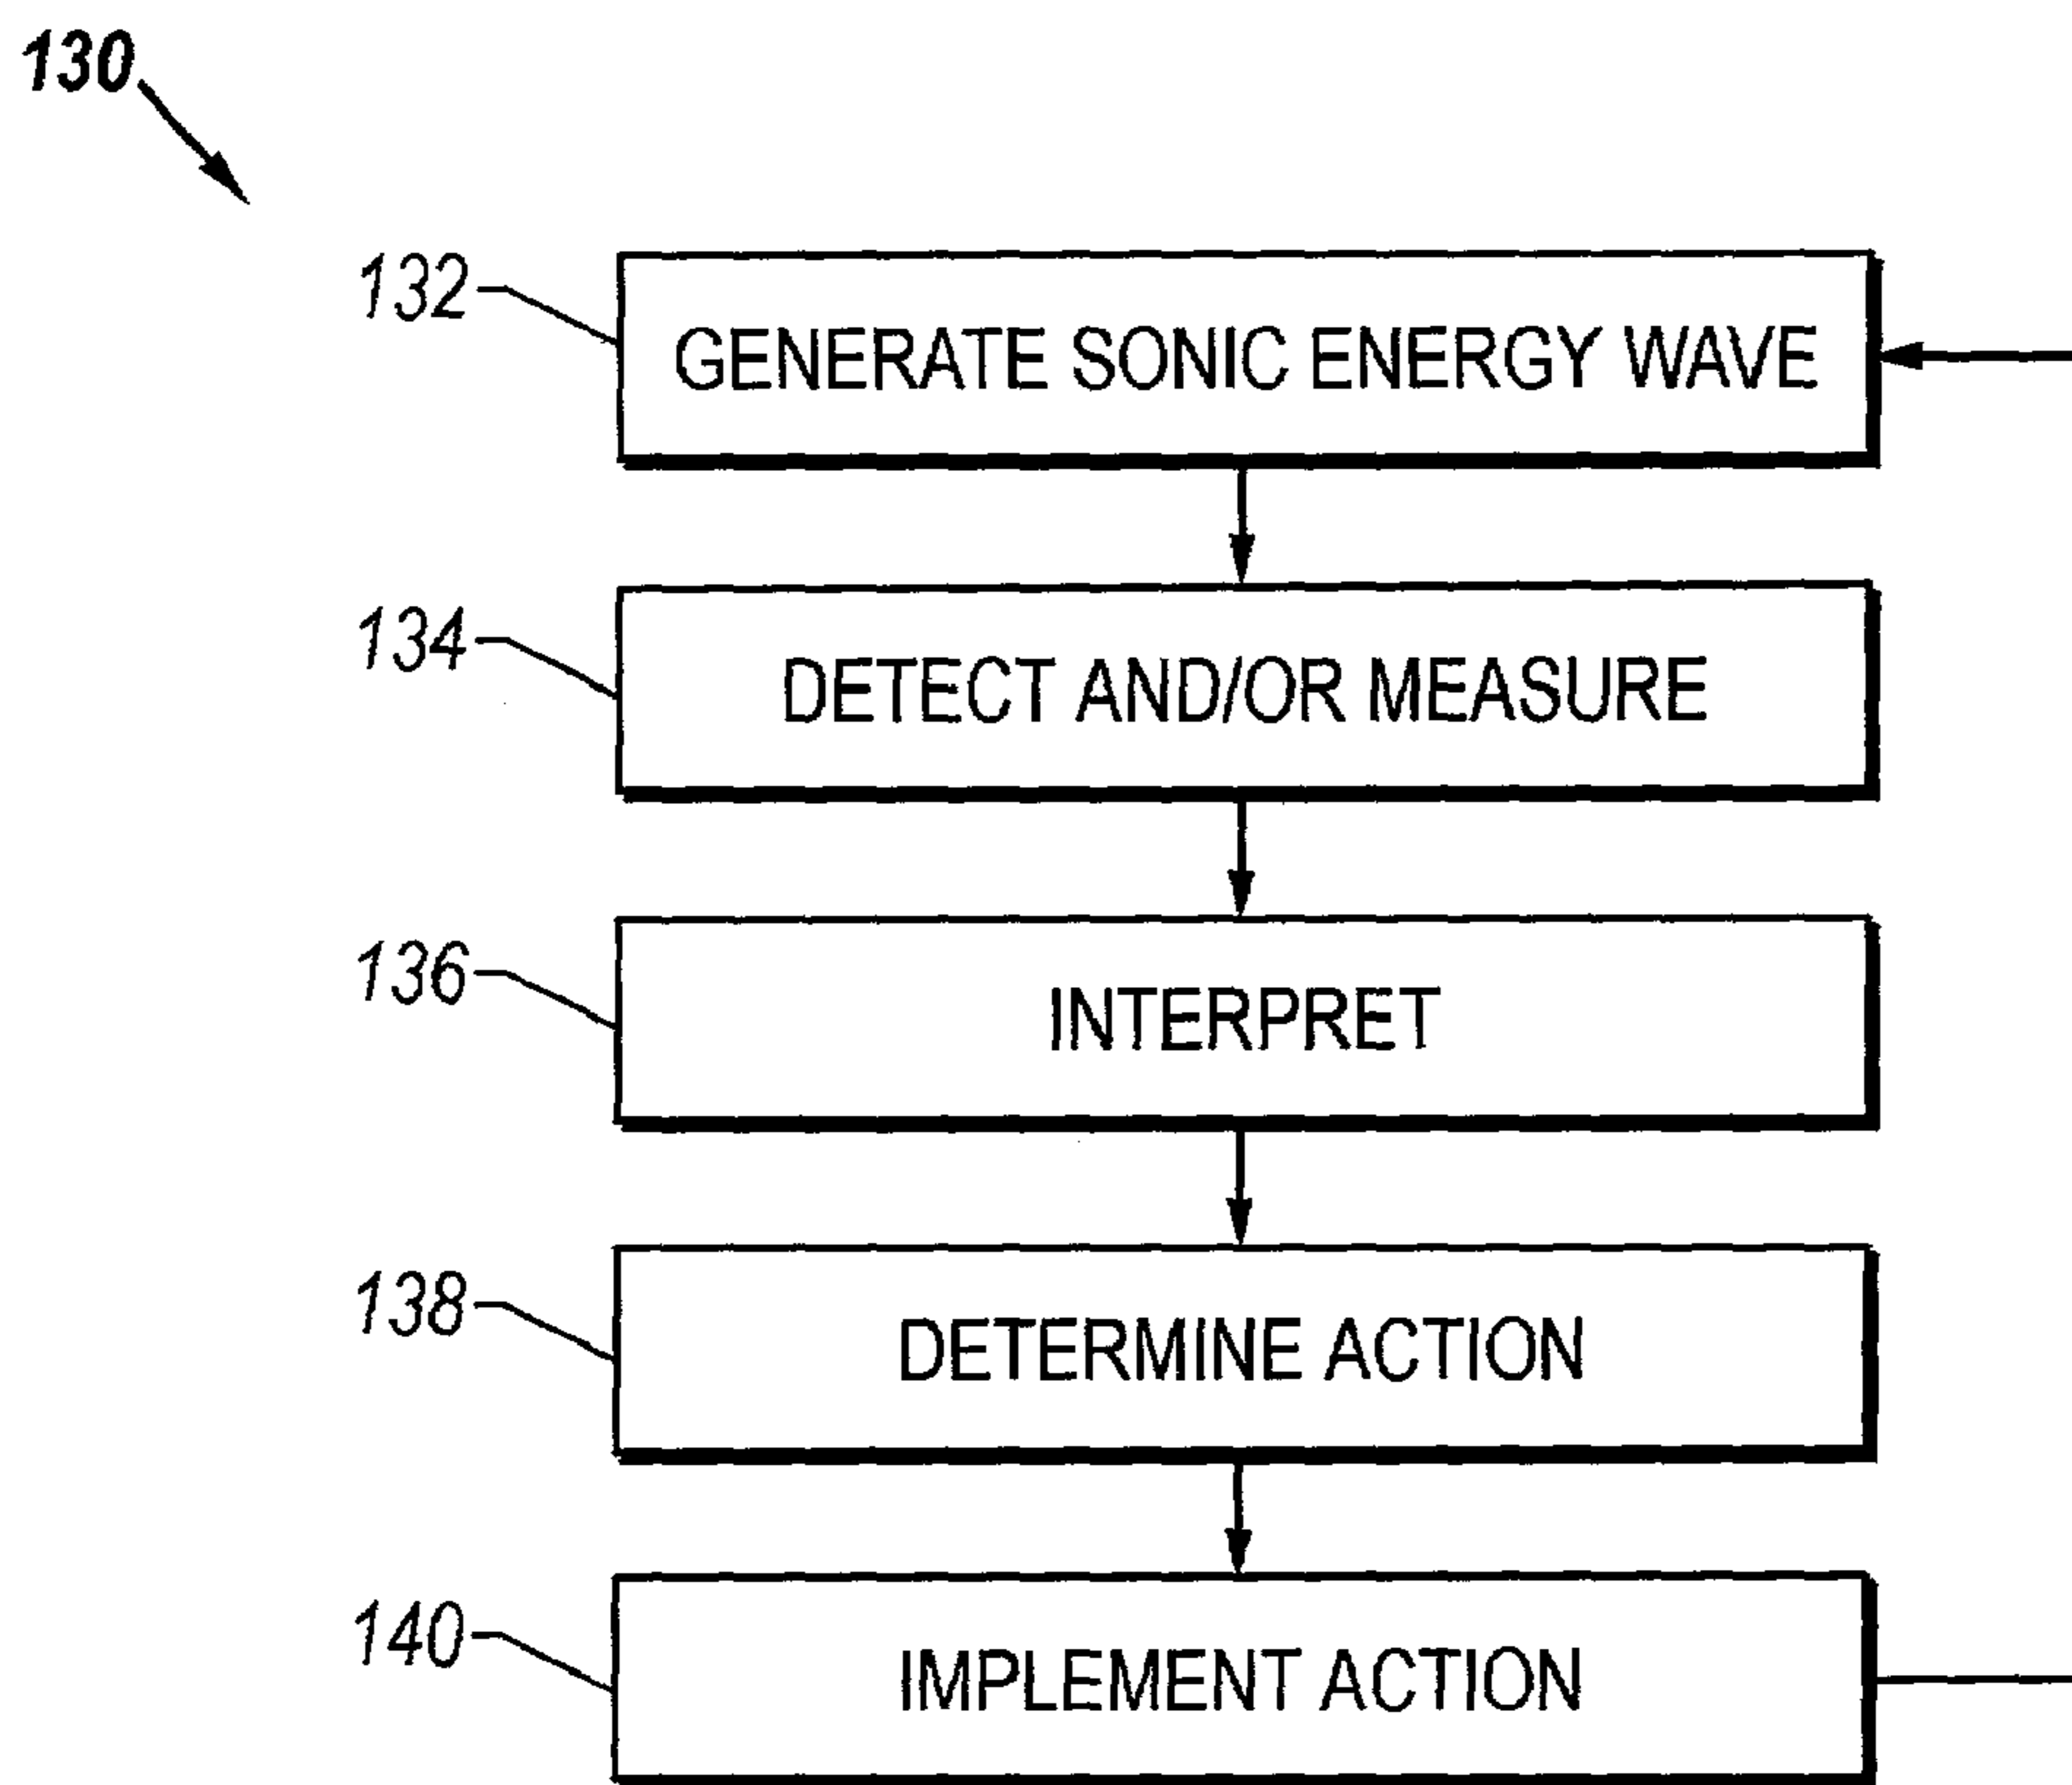 130
132
GENERATE SONIC ENERGY WAVE
134
DETECT AND/OR MEASURE
136
INTERPRET
138
DETERMINE ACTION
140
IMPLEMENT ACTION